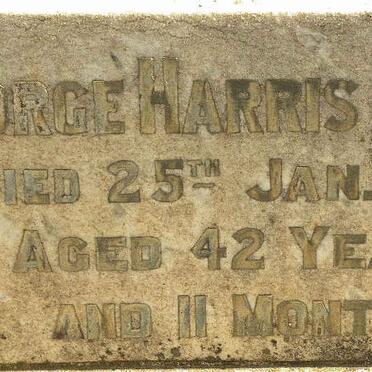 ORGE HARRIS
IED 25TH JAN.
AGED 42 YEA
AND 11 MONT